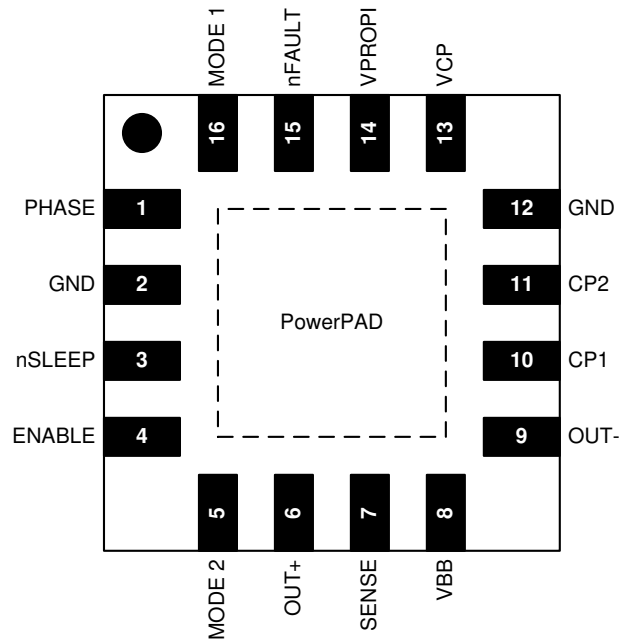 MODE 1
nFAULT
VPROPI
VCP
16
15
14
13
PHASE 1
12 GND
GND 2
11 CP2
PowerPAD
nSLEEP 3
10 CP1
ENABLE 4
9 OUT-
5
6
7
8
MODE 2
OUT+
SENSE
VBB